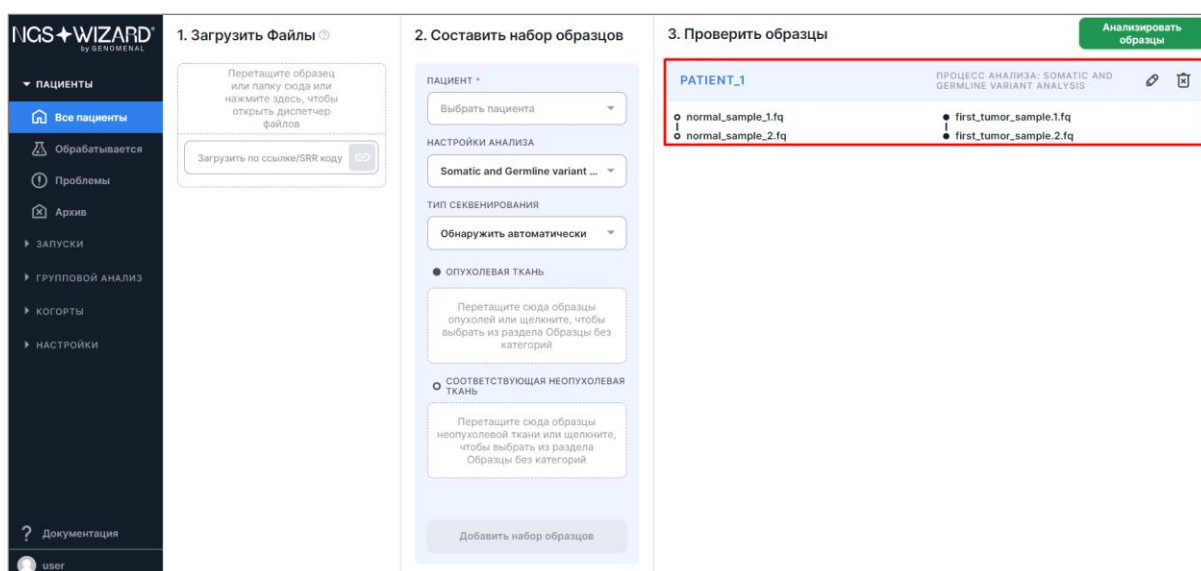 NGS WIZARD
by GENOMENAL
ПАЦИЕНТЫ
Все пациенты
Обрабатывается
Проблемы
Архив
ЗАПУСКИ
ГРУППОВОЙ АНАЛИЗ
КОГОРТЫ
НАСТРОЙКИ
? Документация
user
1. Загрузить Файлы ?
Перетащите образец
или папку сюда или
нажмите здесь, чтобы
открыть диспетчер
файлов
Загрузить по ссылке/SRR коду
2. Составить набор образцов
ПАЦИЕНТ *
Выбрать пациента
НАСТРОЙКИ АНАЛИЗА
Somatic and Germline variant ...
ТИП СЕКВЕНИРОВАНИЯ
Обнаружить автоматически
ОПУХОЛЕВАЯ ТКАНЬ
Перетащите сюда образцы
опухолей или щелкните, чтобы
выбрать из раздела Образцы без
категорий
СООТВЕТСТВУЮЩАЯ НЕОПУХОЛЕВАЯ
ТКАНЬ
Перетащите сюда образцы
неопухолевой ткани или щелкните,
чтобы выбрать из раздела
Образцы без категорий
Добавить набор образцов
3. Проверить образцы
Анализировать
образцы
PATIENT_1
ПРОЦЕСС АНАЛИЗА: SOMATIC AND
GERMLINE VARIANT ANALYSIS
normal_sample_1.fq
normal_sample_2.fq
first_tumor_sample.1.fq
first_tumor_sample.2.fq